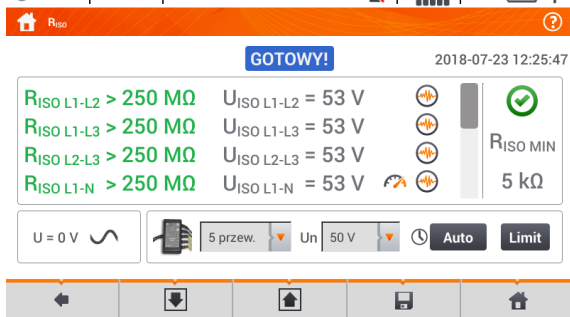 RISO
GOTOWY!
2018-07-23 12:25:47
RISO L1-L2 > 250 MΩ UISO L1-L2 = 53 V
RISO L1-L3 > 250 MΩ UISO L1-L3 = 53 V
RISO L2-L3 > 250 MΩ UISO L2-L3 = 53 V
RISO L1-N > 250 MΩ UISO L1-N = 53 V
RISO MIN
5 kΩ
U = 0 V 5 przew. Un 50 V Auto Limit